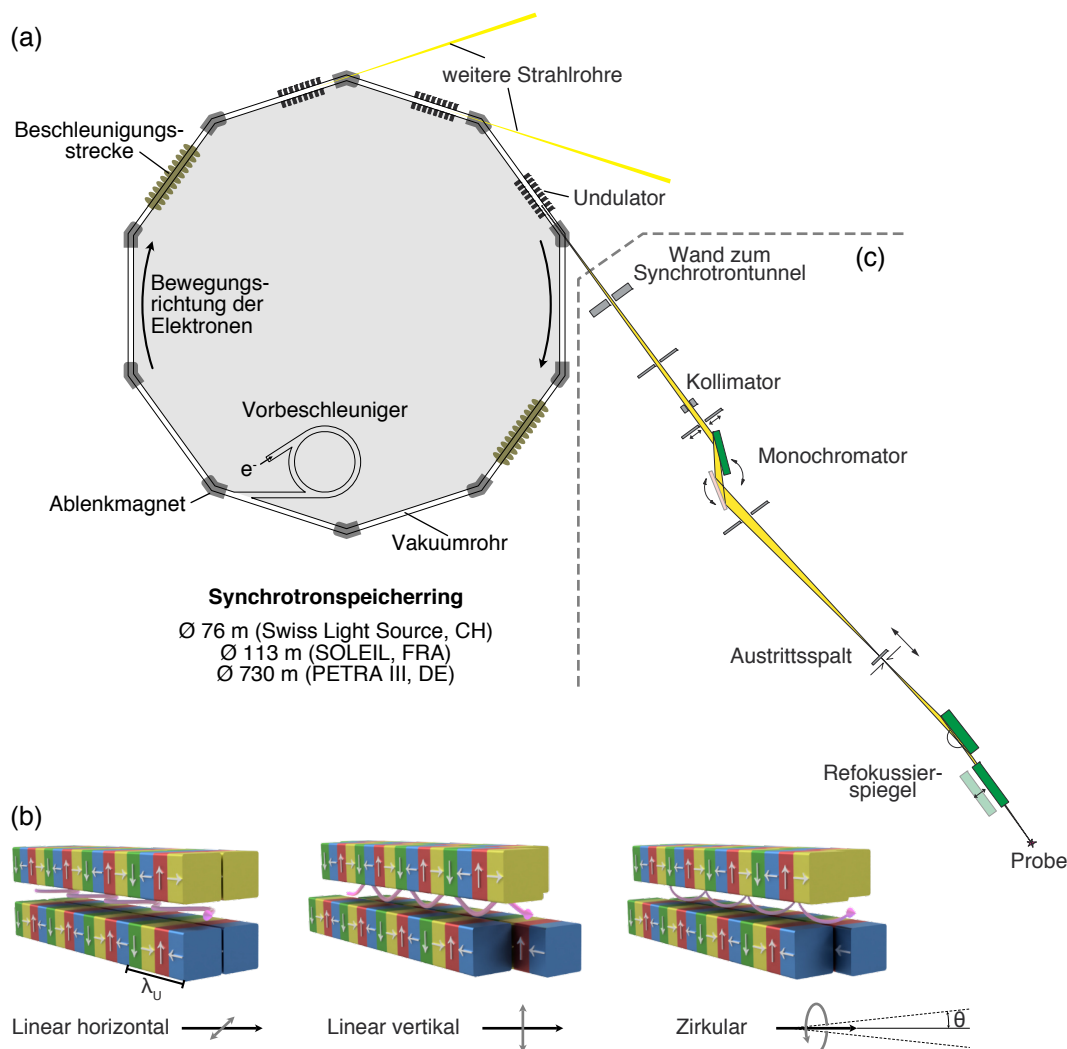 (a)
weitere Strahlrohre
Beschleunigungs-
strecke
Undulator
Wand zum
Synchrotrontunnel
(c)
Bewegungs-
richtung der
Elektronen
Kollimator
Vorbeschleuniger
Monochromator
e-
Ablenkmagnet
Vakuumrohr
Synchrotronspeicherring
Ø 76 m (Swiss Light Source, CH)
Ø 113 m (SOLEIL, FRA)
Ø 730 m (PETRA III, DE)
Austrittsspalt
Refokussier-
spiegel
Probe
(b)
λU
Linear horizontal
Linear vertikal
Zirkular
θ